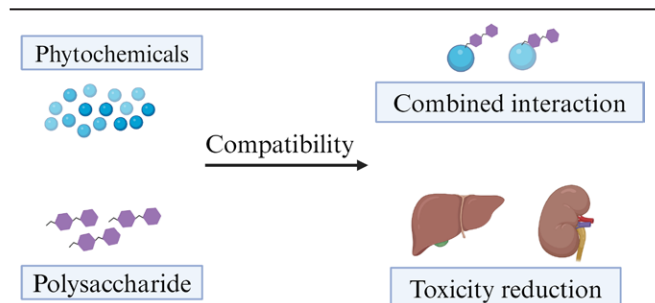 Phytochemicals
Combined interaction
Compatibility
Polysaccharide
Toxicity reduction